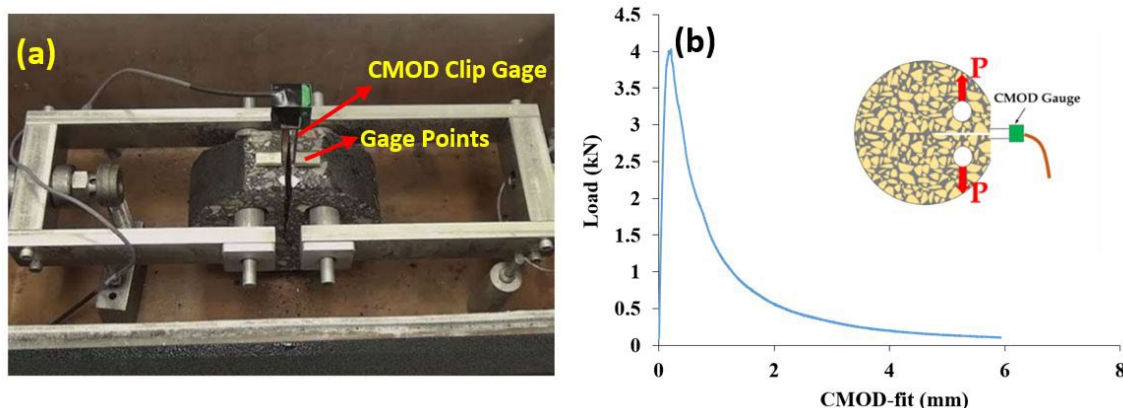 (a)
CMOD Clip Gage
Gage Points
(b)
Load (kN)
4.5
4
3.5
3
2.5
2
1.5
1
0.5
0
0 2 4 6 8
CMOD-fit (mm)
P
CMOD Gauge
P